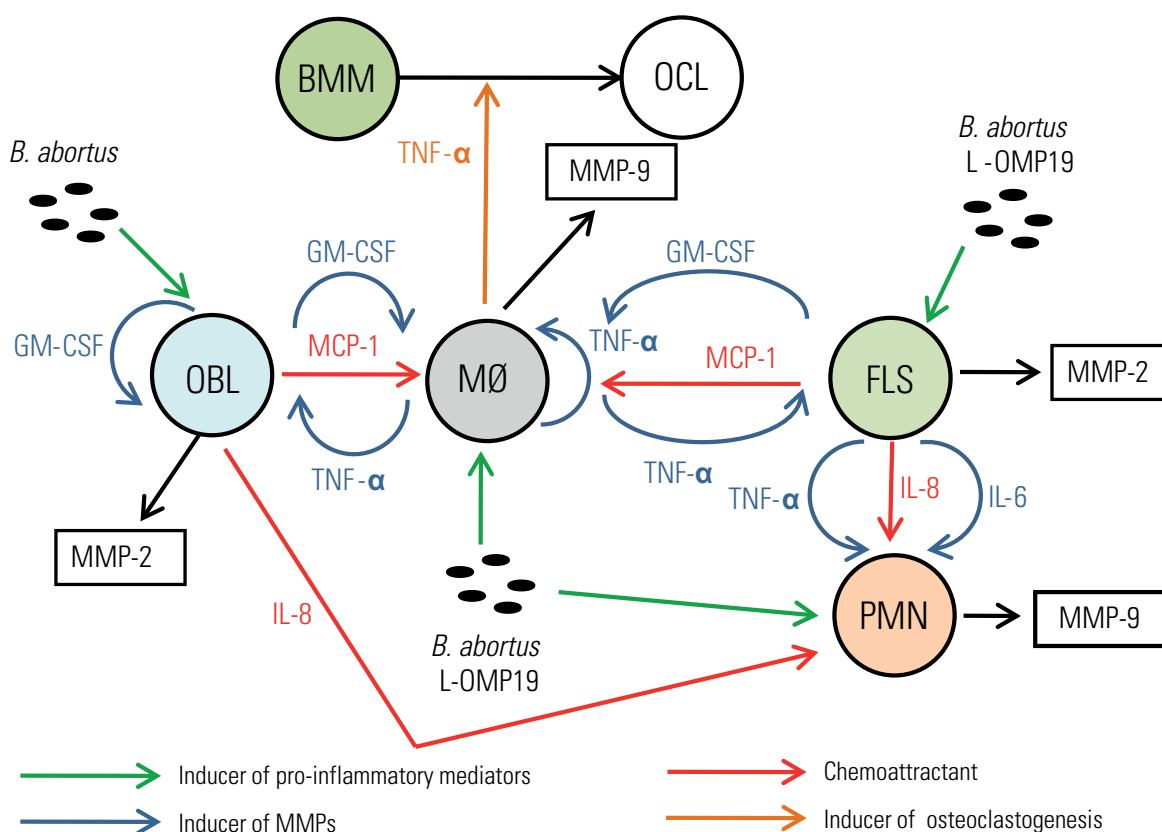 BMM
OCL
TNF-α
MMP-9
B. abortus
B. abortus
L -OMP19
GM-CSF
GM-CSF
GM-CSF
MCP-1
TNF-α
MCP-1
OBL
MØ
FLS
MMP-2
TNF-α
TNF-α
TNF-α
IL-8
IL-6
MMP-2
IL-8
B. abortus
L-OMP19
PMN
MMP-9
Inducer of pro-inflammatory mediators
Chemoattractant
Inducer of MMPs
Inducer of osteoclastogenesis